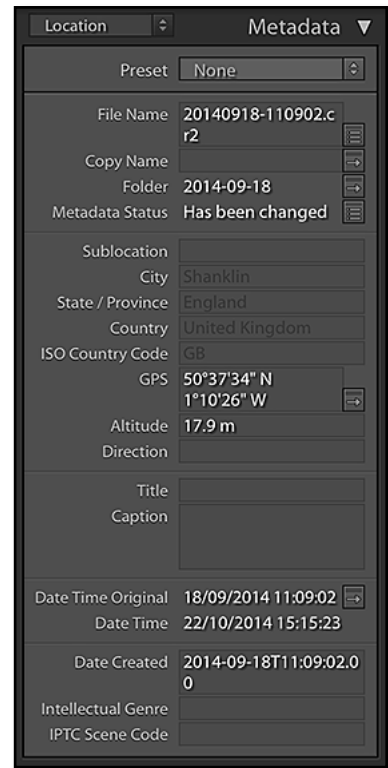 Location Metadata ▼
Preset None
File Name 20140918-110902.c
r2
Copy Name
Folder 2014-09-18
Metadata Status Has been changed
Sublocation
City Shanklin
State / Province England
Country United Kingdom
ISO Country Code GB
GPS 50°37'34" N
1°10'26" W
Altitude 17.9 m
Direction
Title
Caption
Date Time Original 18/09/2014 11:09:02
Date Time 22/10/2014 15:15:23
Date Created 2014-09-18T11:09:02.0
0
Intellectual Genre
IPTC Scene Code